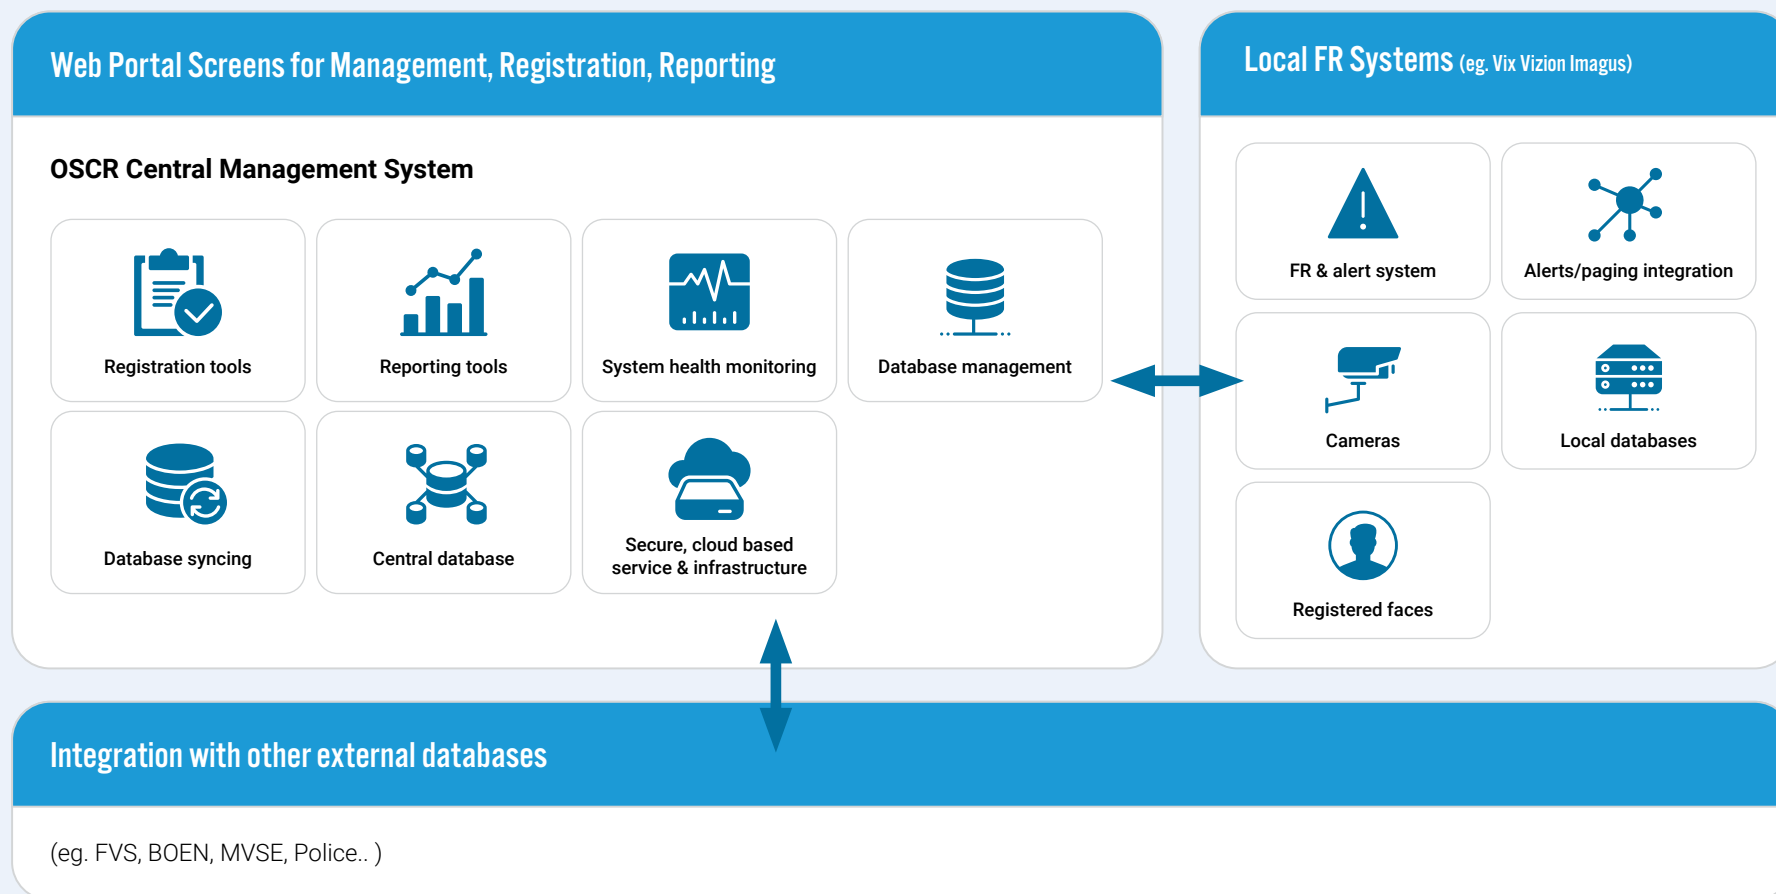 Web Portal Screens for Management, Registration, Reporting
OSCR Central Management System
Registration tools
Reporting tools
System health monitoring
Database management
Database syncing
Central database
Secure, cloud based
service & infrastructure
Local FR Systems (eg. Vix Vizion Imagus)
FR & alert system
Alerts/paging integration
Cameras
Local databases
Registered faces
Integration with other external databases
(eg. FVS, BOEN, MVSE, Police.. )